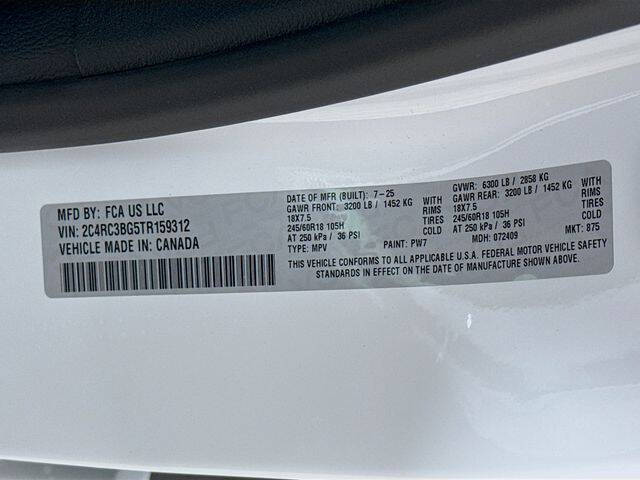 MFD BY: FCA US LLC
VIN: 2C4RC3BG5TR159312
VEHICLE MADE IN: CANADA
DATE OF MFR (BUILT): 7-25 GVWR: 6300 LB / 2858 KG
GAWR FRONT: 3200 LB / 1452 KG WITH GAWR REAR: 3200 LB / 1452 KG WITH
18X7.5 RIMS 18X7.5 RIMS
245/60R18 105H TIRES 245/60R18 105H TIRES
AT 250 kPa / 36 PSI COLD AT 250 kPa / 36 PSI COLD
TYPE: MPV PAINT: PW7 MDH: 072409 MKT: 875
THIS VEHICLE CONFORMS TO ALL APPLICABLE U.S.A. FEDERAL MOTOR VEHICLE SAFETY
STANDARDS IN EFFECT ON THE DATE OF MANUFACTURE SHOWN ABOVE.